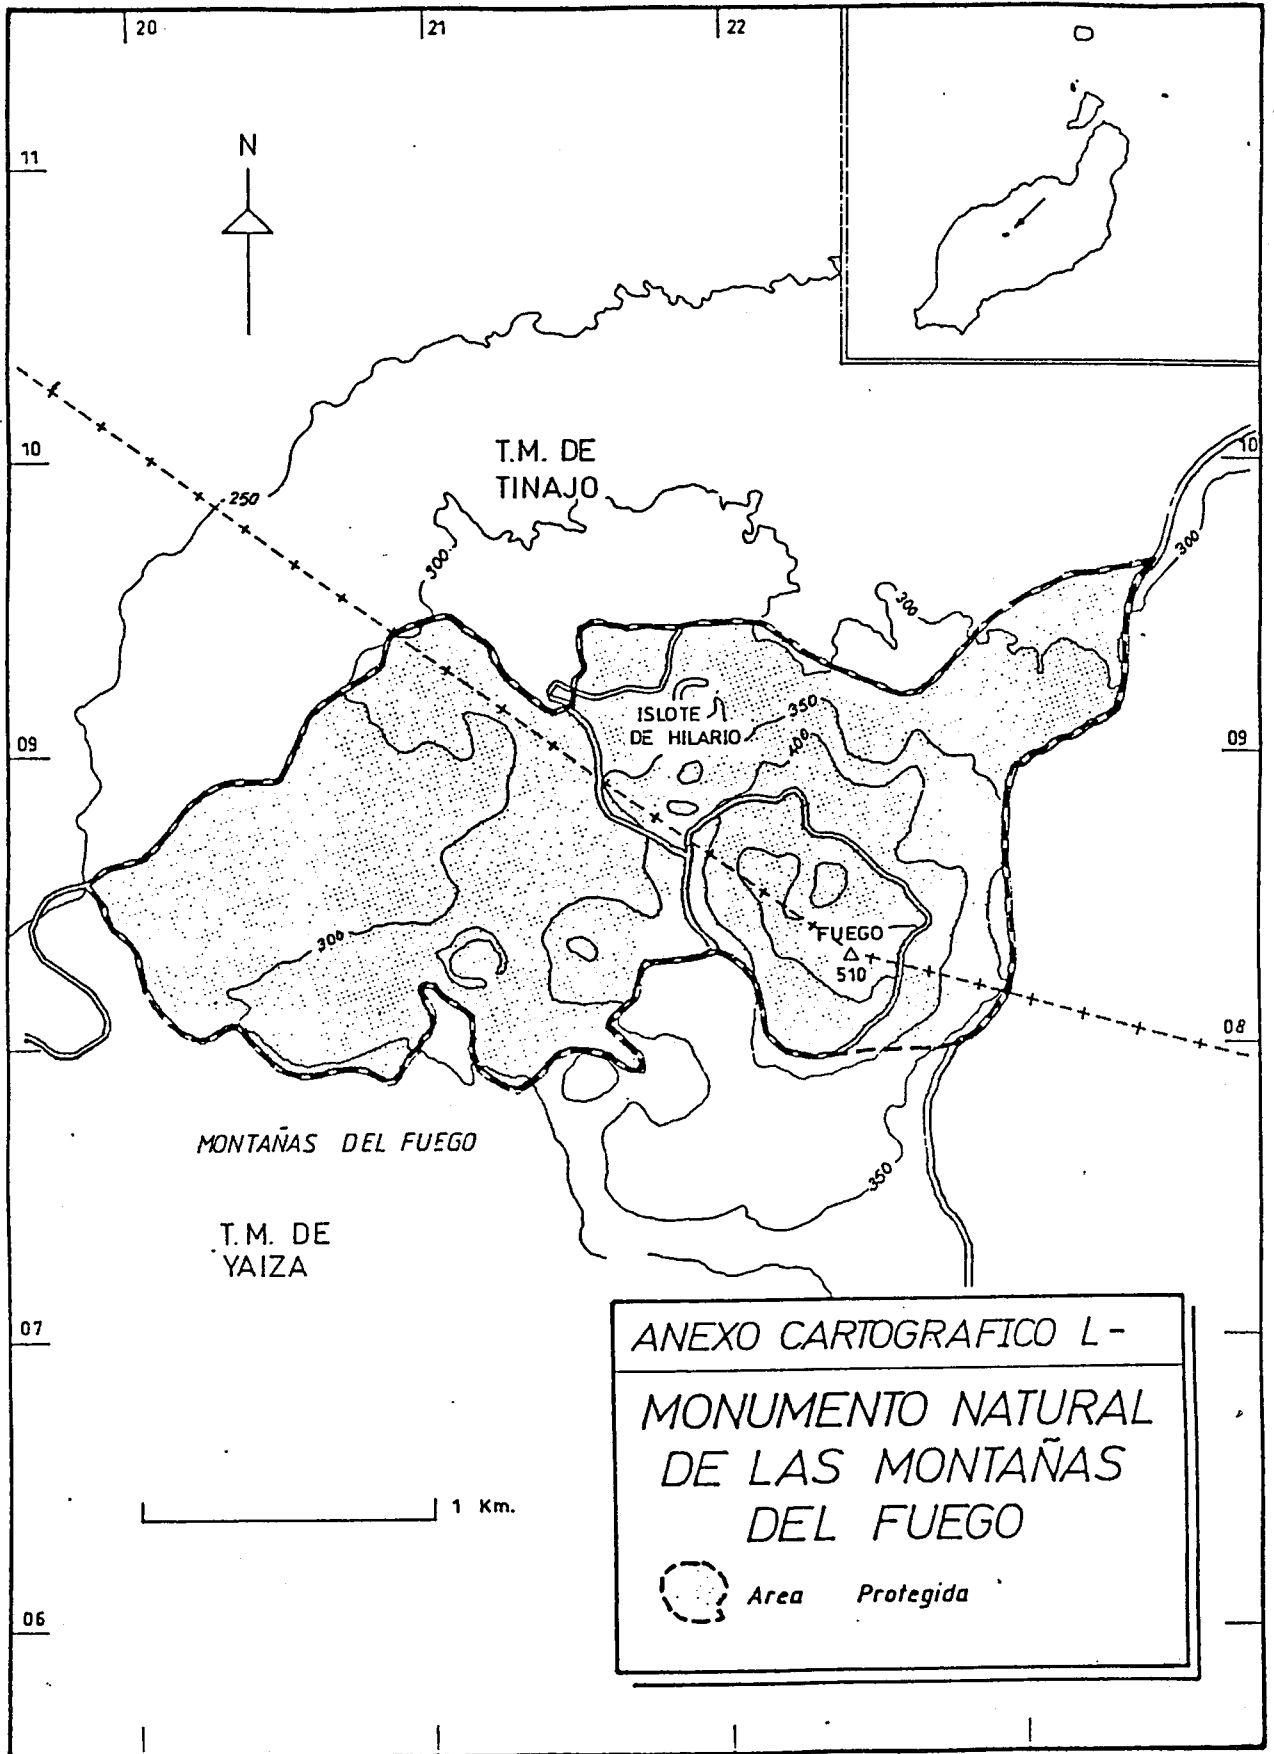 20
21
22
N
11
T.M. DE
TINAJO
10
10
250
300
300
300
ISLOTE
DE HILARIO
350
400
09
09
FUEGO
510
300
08
MONTAÑAS DEL FUEGO
350
T.M. DE
YAIZA
07
ANEXO CARTOGRAFICO L-
MONUMENTO NATURAL
DE LAS MONTAÑAS
DEL FUEGO
1 Km.
Area Protegida
06